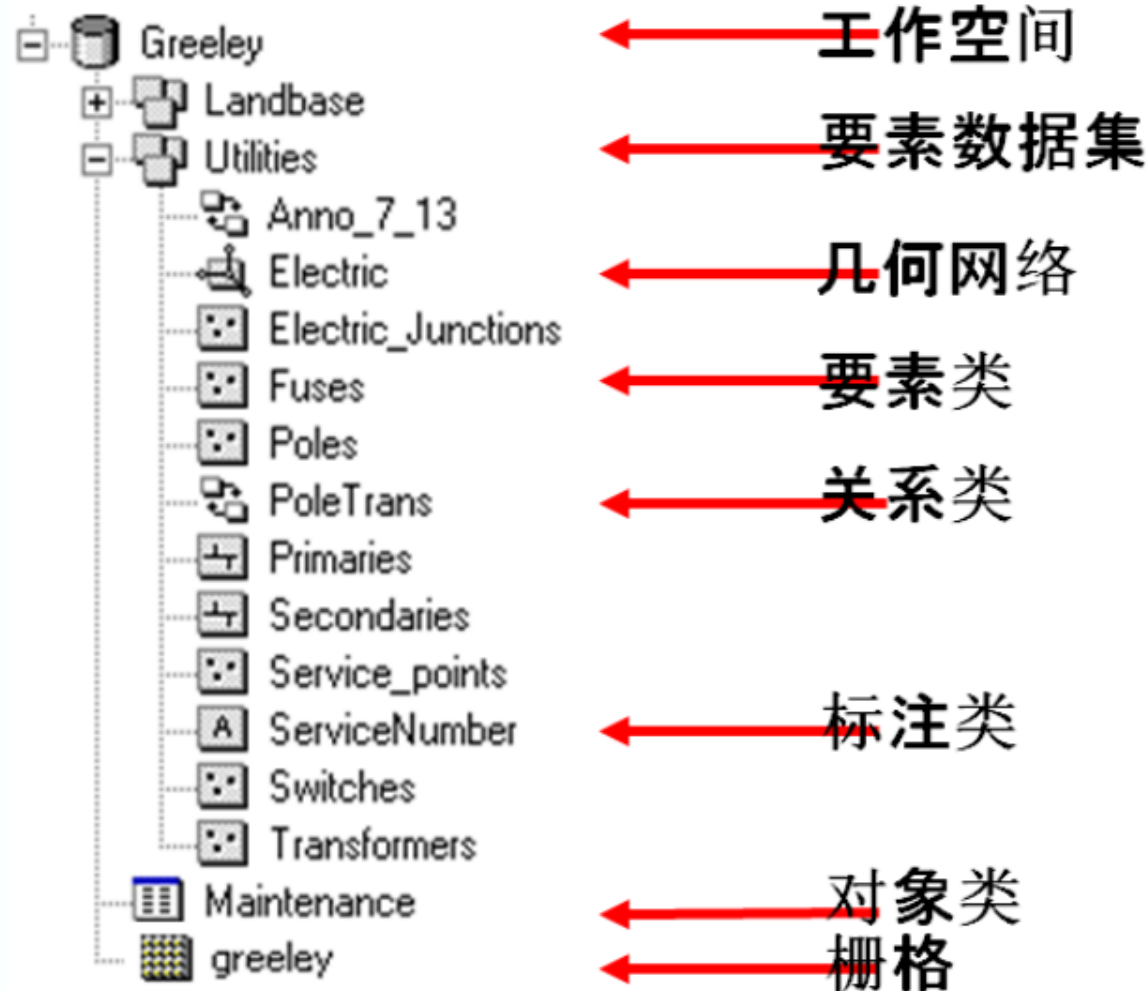 Greeley 工作空间
Landbase
Utilities 要素数据集
Anno_7_13
Electric 几何网络
Electric_Junctions
Fuses 要素类
Poles
PoleTrans 关系类
Primaries
Secondaries
Service_points
A ServiceNumber 标注类
Switches
Transformers
Maintenance 对象类
greeley 栅格